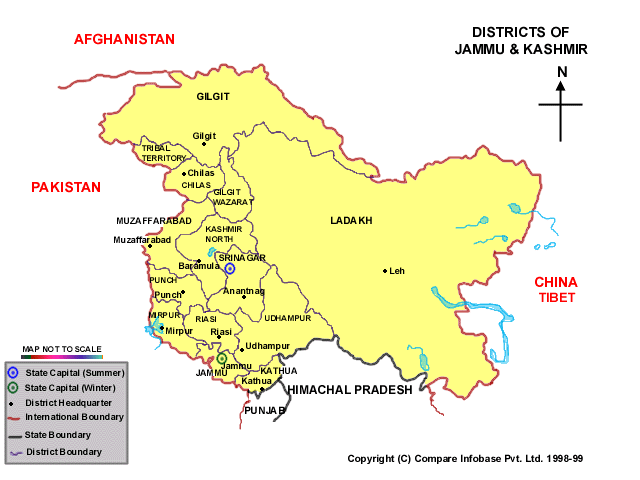 DISTRICTS OF
JAMMU & KASHMIR
AFGHANISTAN
N
GILGIT
Gilgit
TRIBAL
TERRITORY
Chilas
CHILAS
PAKISTAN
GILGIT
WAZARAT
MUZAFFARABAD
LADAKH
KASHMIR
NORTH
Muzaffarabad
SRINAGAR
Baramula
Leh
CHINA
TIBET
PUNCH
Punch
Anantnag
MIRPUR
RIASI
UDHAMPUR
Mirpur
Riasi
Udhampur
Jammu
JAMMU
KATHUA
Kathua
HIMACHAL PRADESH
PUNJAB
MAP NOT TO SCALE
State Capital (Summer)
State Capital (Winter)
District Headquarter
International Boundary
State Boundary
District Boundary
Copyright (C) Compare Infobase Pvt. Ltd. 1998-99